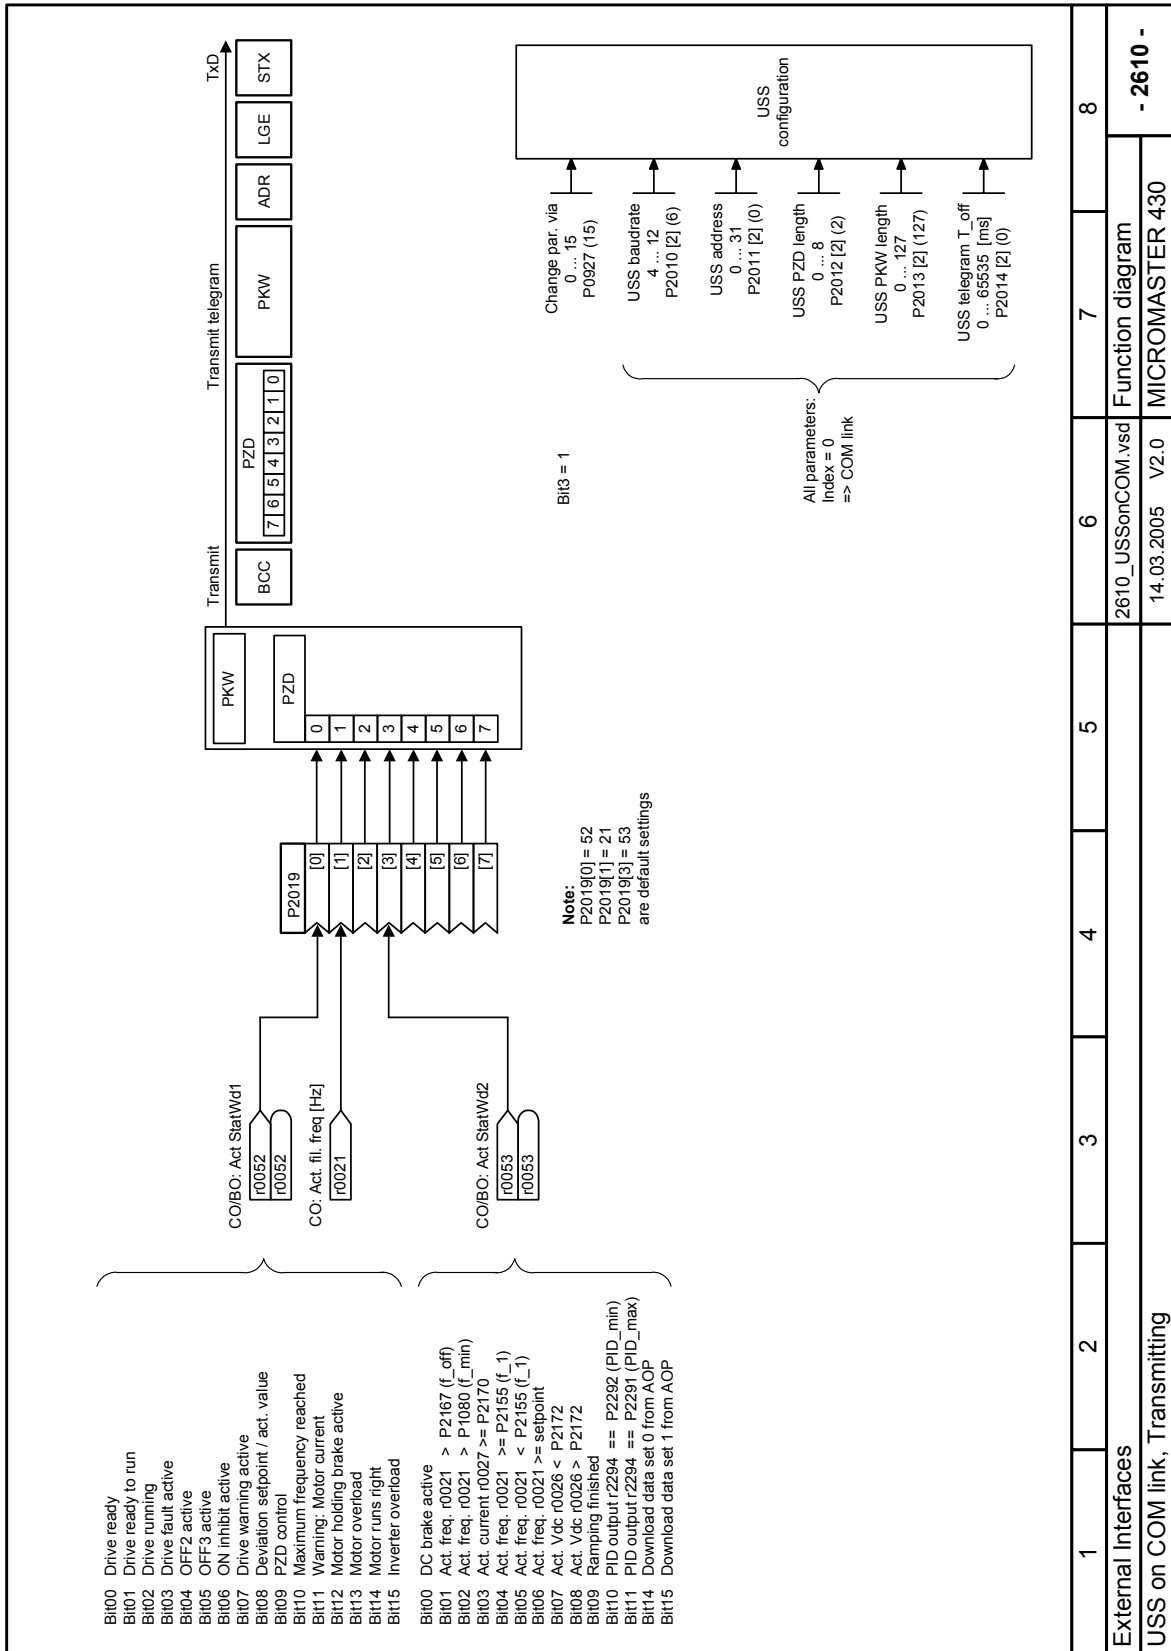 Bit00 Drive ready
Bit01 Drive ready to run
Bit02 Drive running
Bit03 Drive fault active
Bit04 OFF2 active
Bit05 OFF3 active
Bit06 ON inhibit active
Bit07 Drive warning active
Bit08 Deviation setpoint / act. value
Bit09 PZD control
Bit10 Maximum frequency reached
Bit11 Warning: Motor current
Bit12 Motor holding brake active
Bit13 Motor overload
Bit14 Motor runs right
Bit15 Inverter overload
Bit00 DC brake active
Bit01 Act. freq. r0021 > P2167 (f_off)
Bit02 Act. freq. r0021 > P1080 (f_min)
Bit03 Act. current r0027 >= P2170
Bit04 Act. freq. r0021 >= P2155 (f_1)
Bit05 Act. freq. r0021 < P2155 (f_1)
Bit06 Act. freq. r0021 >= setpoint
Bit07 Act. Vdc r0026 < P2172
Bit08 Act. Vdc r0026 > P2172
Bit09 Ramping finished
Bit10 PID output r2294 == P2292 (PID_min)
Bit11 PID output r2294 == P2291 (PID_max)
Bit14 Download data set 0 from AOP
Bit15 Download data set 1 from AOP
CO/BO: Act StatWd1
r0052
r0052
CO: Act. fil. freq [Hz]
r0021
CO/BO: Act StatWd2
r0053
r0053
P2019
[0]
[1]
[2]
[3]
[4]
[5]
[6]
[7]
Note:
P2019[0] = 52
P2019[1] = 21
P2019[3] = 53
are default settings
PKW
PZD
0
1
2
3
4
5
6
7
Transmit
Transmit telegram
TxD
BCC
PZD
7 6 5 4 3 2 1 0
PKW
ADR
LGE
STX
Bit3 = 1
Change par. via
0 ... 15
P0927 (15)
All parameters:
Index = 0
=> COM link
USS baudrate
4 ... 12
P2010 [2] (6)
USS address
0 ... 31
P2011 [2] (0)
USS PZD length
0 ... 8
P2012 [2] (2)
USS PKW length
0 ... 127
P2013 [2] (127)
USS telegram T_off
0 ... 65535 [ms]
P2014 [2] (0)
USS
configuration
1 2 3 4 5 6 7 8
External Interfaces
2610_USSonCOM.vsd
Function diagram
- 2610 -
USS on COM link, Transmitting
14.03.2005 V2.0
MICROMASTER 430